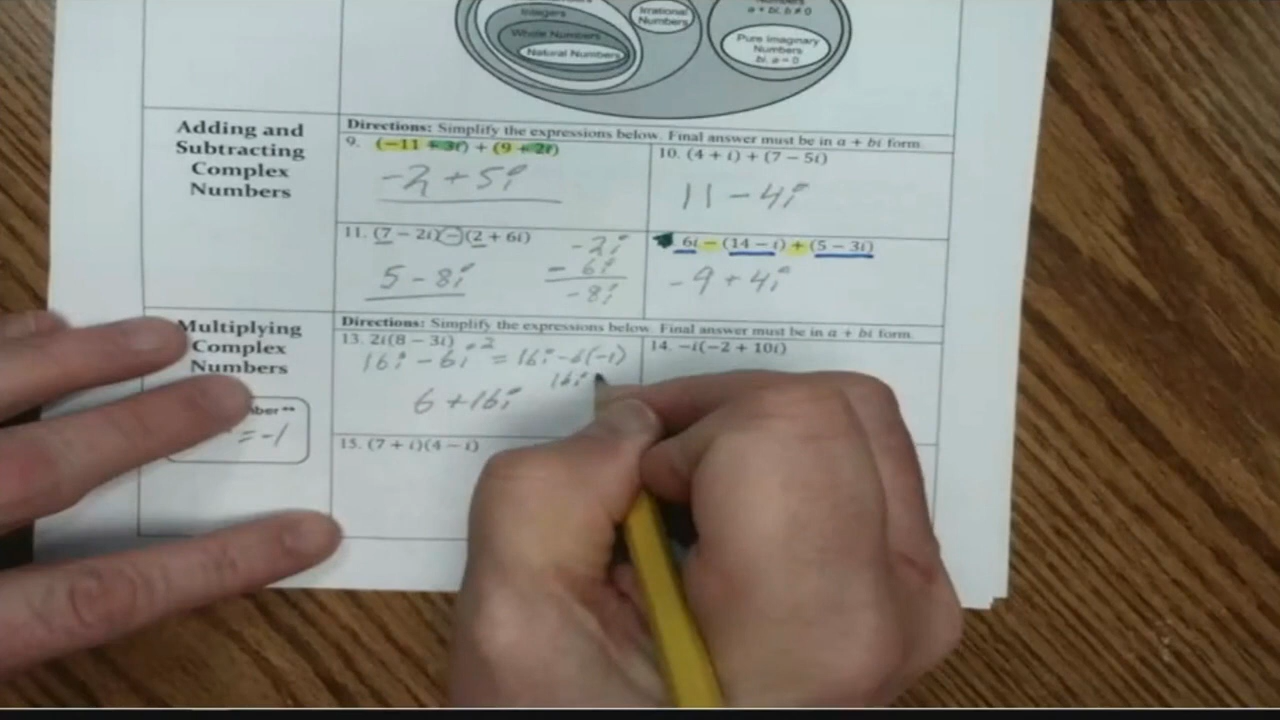 Integers
Whole Numbers
Natural Numbers
Irrational
Numbers
a + bi, b ≠ 0
Pure Imaginary
Numbers
bi, a = 0
Adding and
Subtracting
Complex
Numbers
Directions: Simplify the expressions below. Final answer must be in a + bi form.
9. (−11 + 3i) + (9 + 2i)
-2 + 5i
10. (4 + i) + (7 − 5i)
11 - 4i
11. (7 − 2i) − (2 + 6i)
5 - 8i
-2i
- 6i
-8i
6i − (14 − i) + (5 − 3i)
-9 + 4i
Multiplying
Complex
Numbers
ber **
= -1
Directions: Simplify the expressions below. Final answer must be in a + bi form.
13. 2i(8 − 3i)
16i - 6i² = 16i - 6(-1)
16i
6 + 16i
14. −i(−2 + 10i)
15. (7 + i)(4 − i)